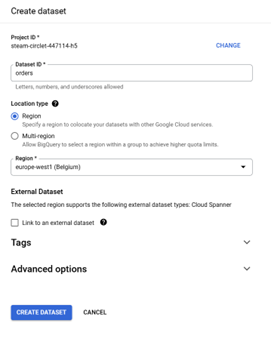 Create dataset
Project ID *
steam-circlet-447114-h5
CHANGE
Dataset ID *
orders
Letters, numbers, and underscores allowed
Location type
Region
Specify a region to colocate your datasets with other Google Cloud services.
Multi-region
Allow BigQuery to select a region within a group to achieve higher quota limits.
Region *
europe-west1 (Belgium)
External Dataset
The selected region supports the following external dataset types: Cloud Spanner
Link to an external dataset
Tags
Advanced options
CREATE DATASET
CANCEL